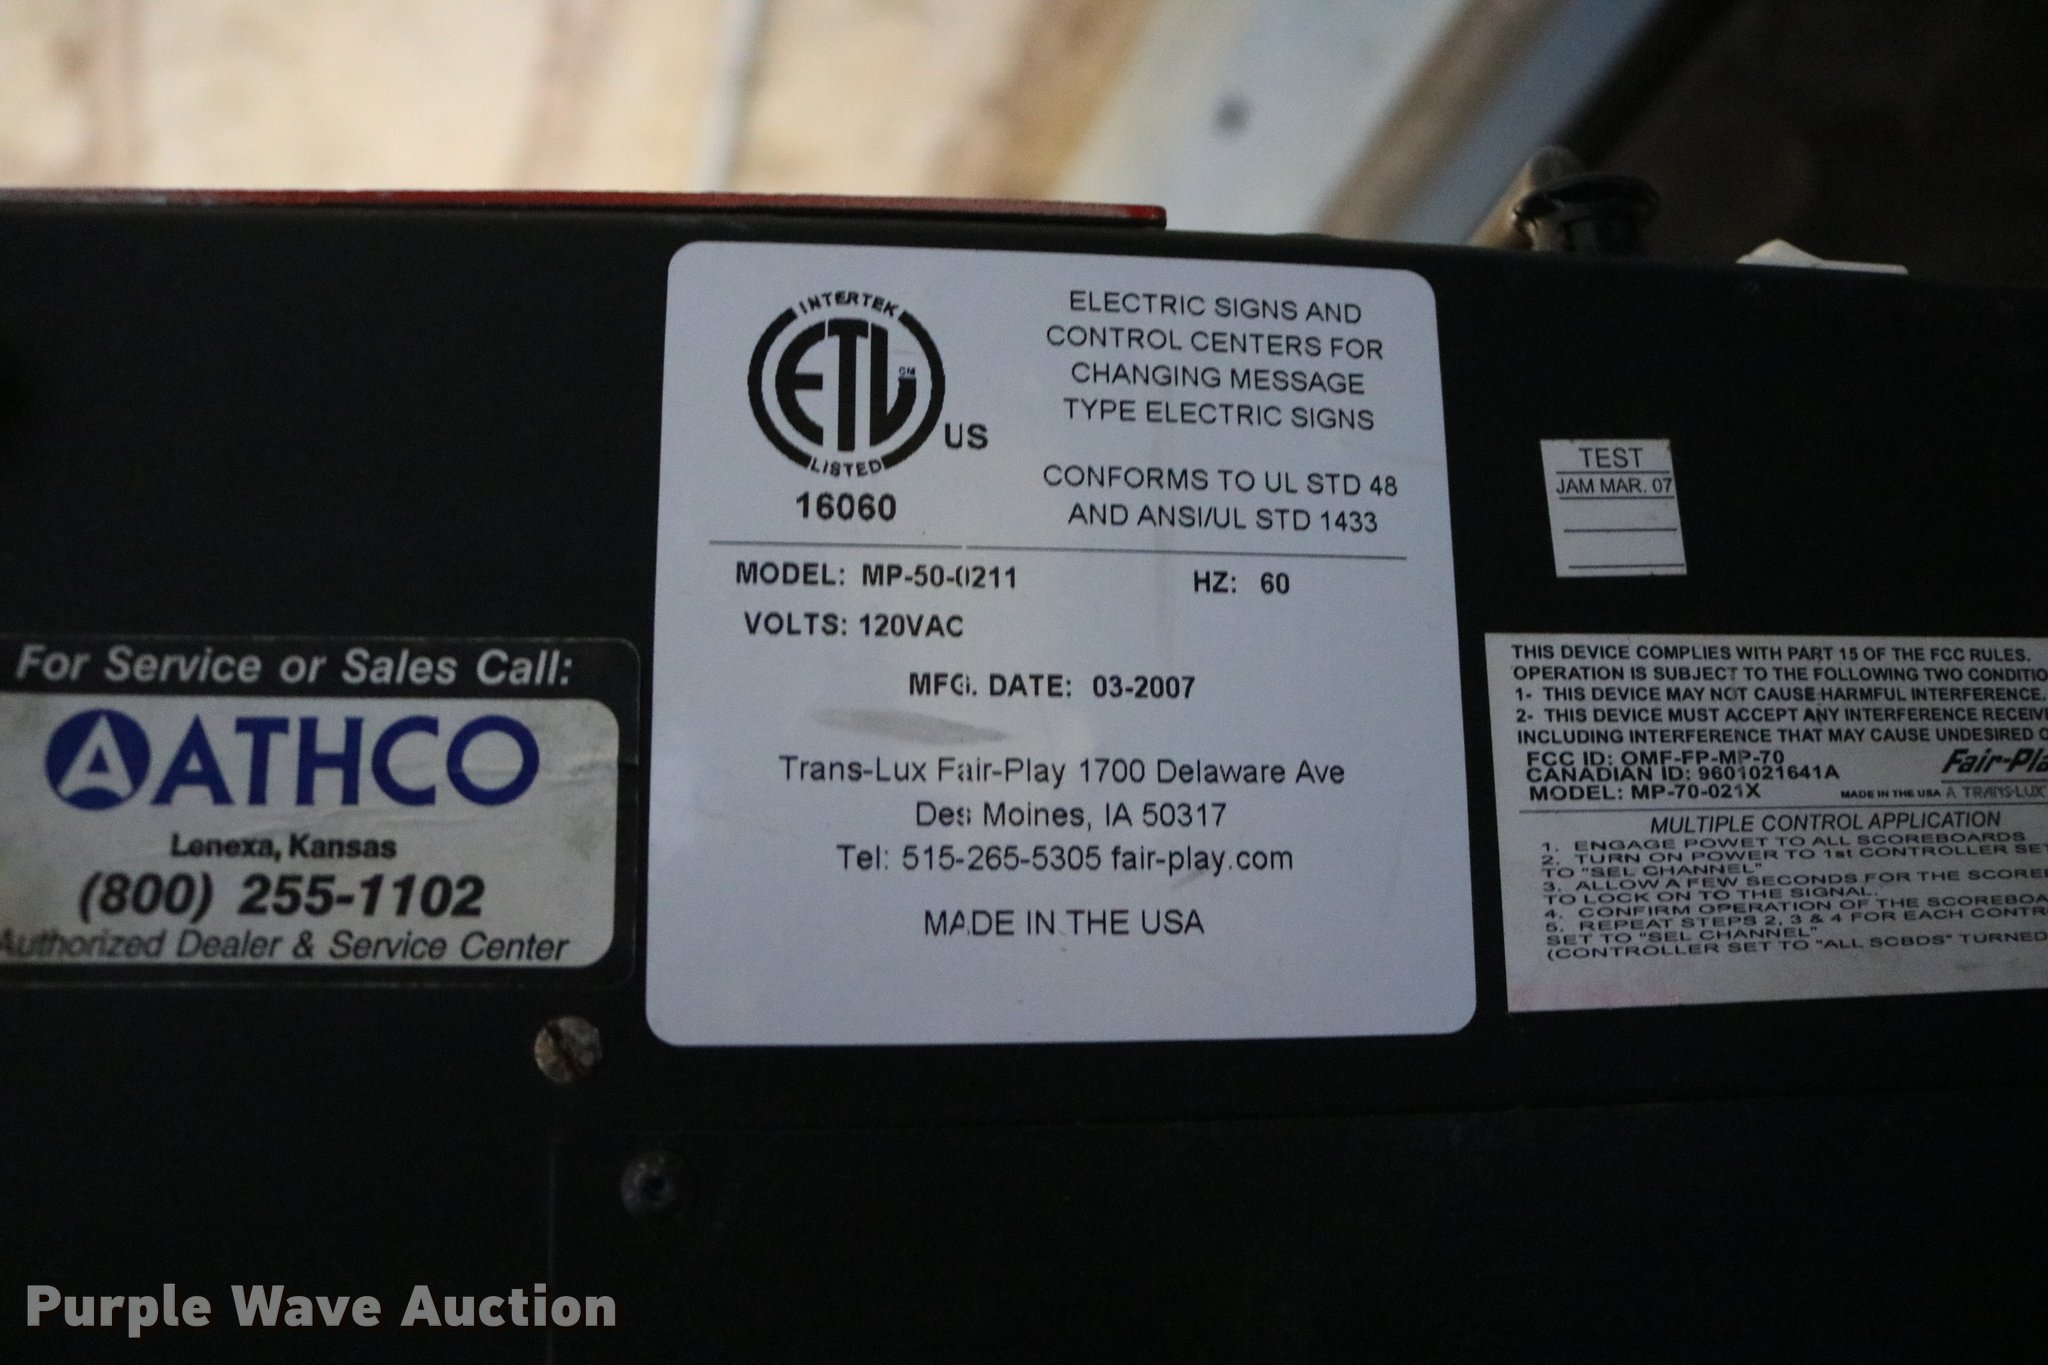 INTERTEK
ETL
SM
LISTED
US
16060
ELECTRIC SIGNS AND
CONTROL CENTERS FOR
CHANGING MESSAGE
TYPE ELECTRIC SIGNS
CONFORMS TO UL STD 48
AND ANSI/UL STD 1433
MODEL: MP-50-0211 HZ: 60
VOLTS: 120VAC
MFG. DATE: 03-2007
Trans-Lux Fair-Play 1700 Delaware Ave
Des Moines, IA 50317
Tel: 515-265-5305 fair-play.com
MADE IN THE USA
For Service or Sales Call:
ATHCO
Lenexa, Kansas
(800) 255-1102
Authorized Dealer & Service Center
TEST
JAM MAR. 07
THIS DEVICE COMPLIES WITH PART 15 OF THE FCC RULES.
OPERATION IS SUBJECT TO THE FOLLOWING TWO CONDITIO
1- THIS DEVICE MAY NOT CAUSE HARMFUL INTERFERENCE.
2- THIS DEVICE MUST ACCEPT ANY INTERFERENCE RECEIV
INCLUDING INTERFERENCE THAT MAY CAUSE UNDESIRED O
FCC ID: OMF-FP-MP-70
CANADIAN ID: 9601021641A
MODEL: MP-70-021X
Fair-Pla
MADE IN THE USA A TRANS-LUX
MULTIPLE CONTROL APPLICATION
1. ENGAGE POWET TO ALL SCOREBOARDS
2. TURN ON POWER TO 1st CONTROLLER SET
TO "SEL CHANNEL"
3. ALLOW A FEW SECONDS FOR THE SCORE
TO LOCK ON TO THE SIGNAL.
4. CONFIRM OPERATION OF THE SCOREBOA
5. REPEAT STEPS 2, 3 & 4 FOR EACH CONTR
SET TO "SEL CHANNEL"
(CONTROLLER SET TO "ALL SCBDS" TURNED
Purple Wave Auction